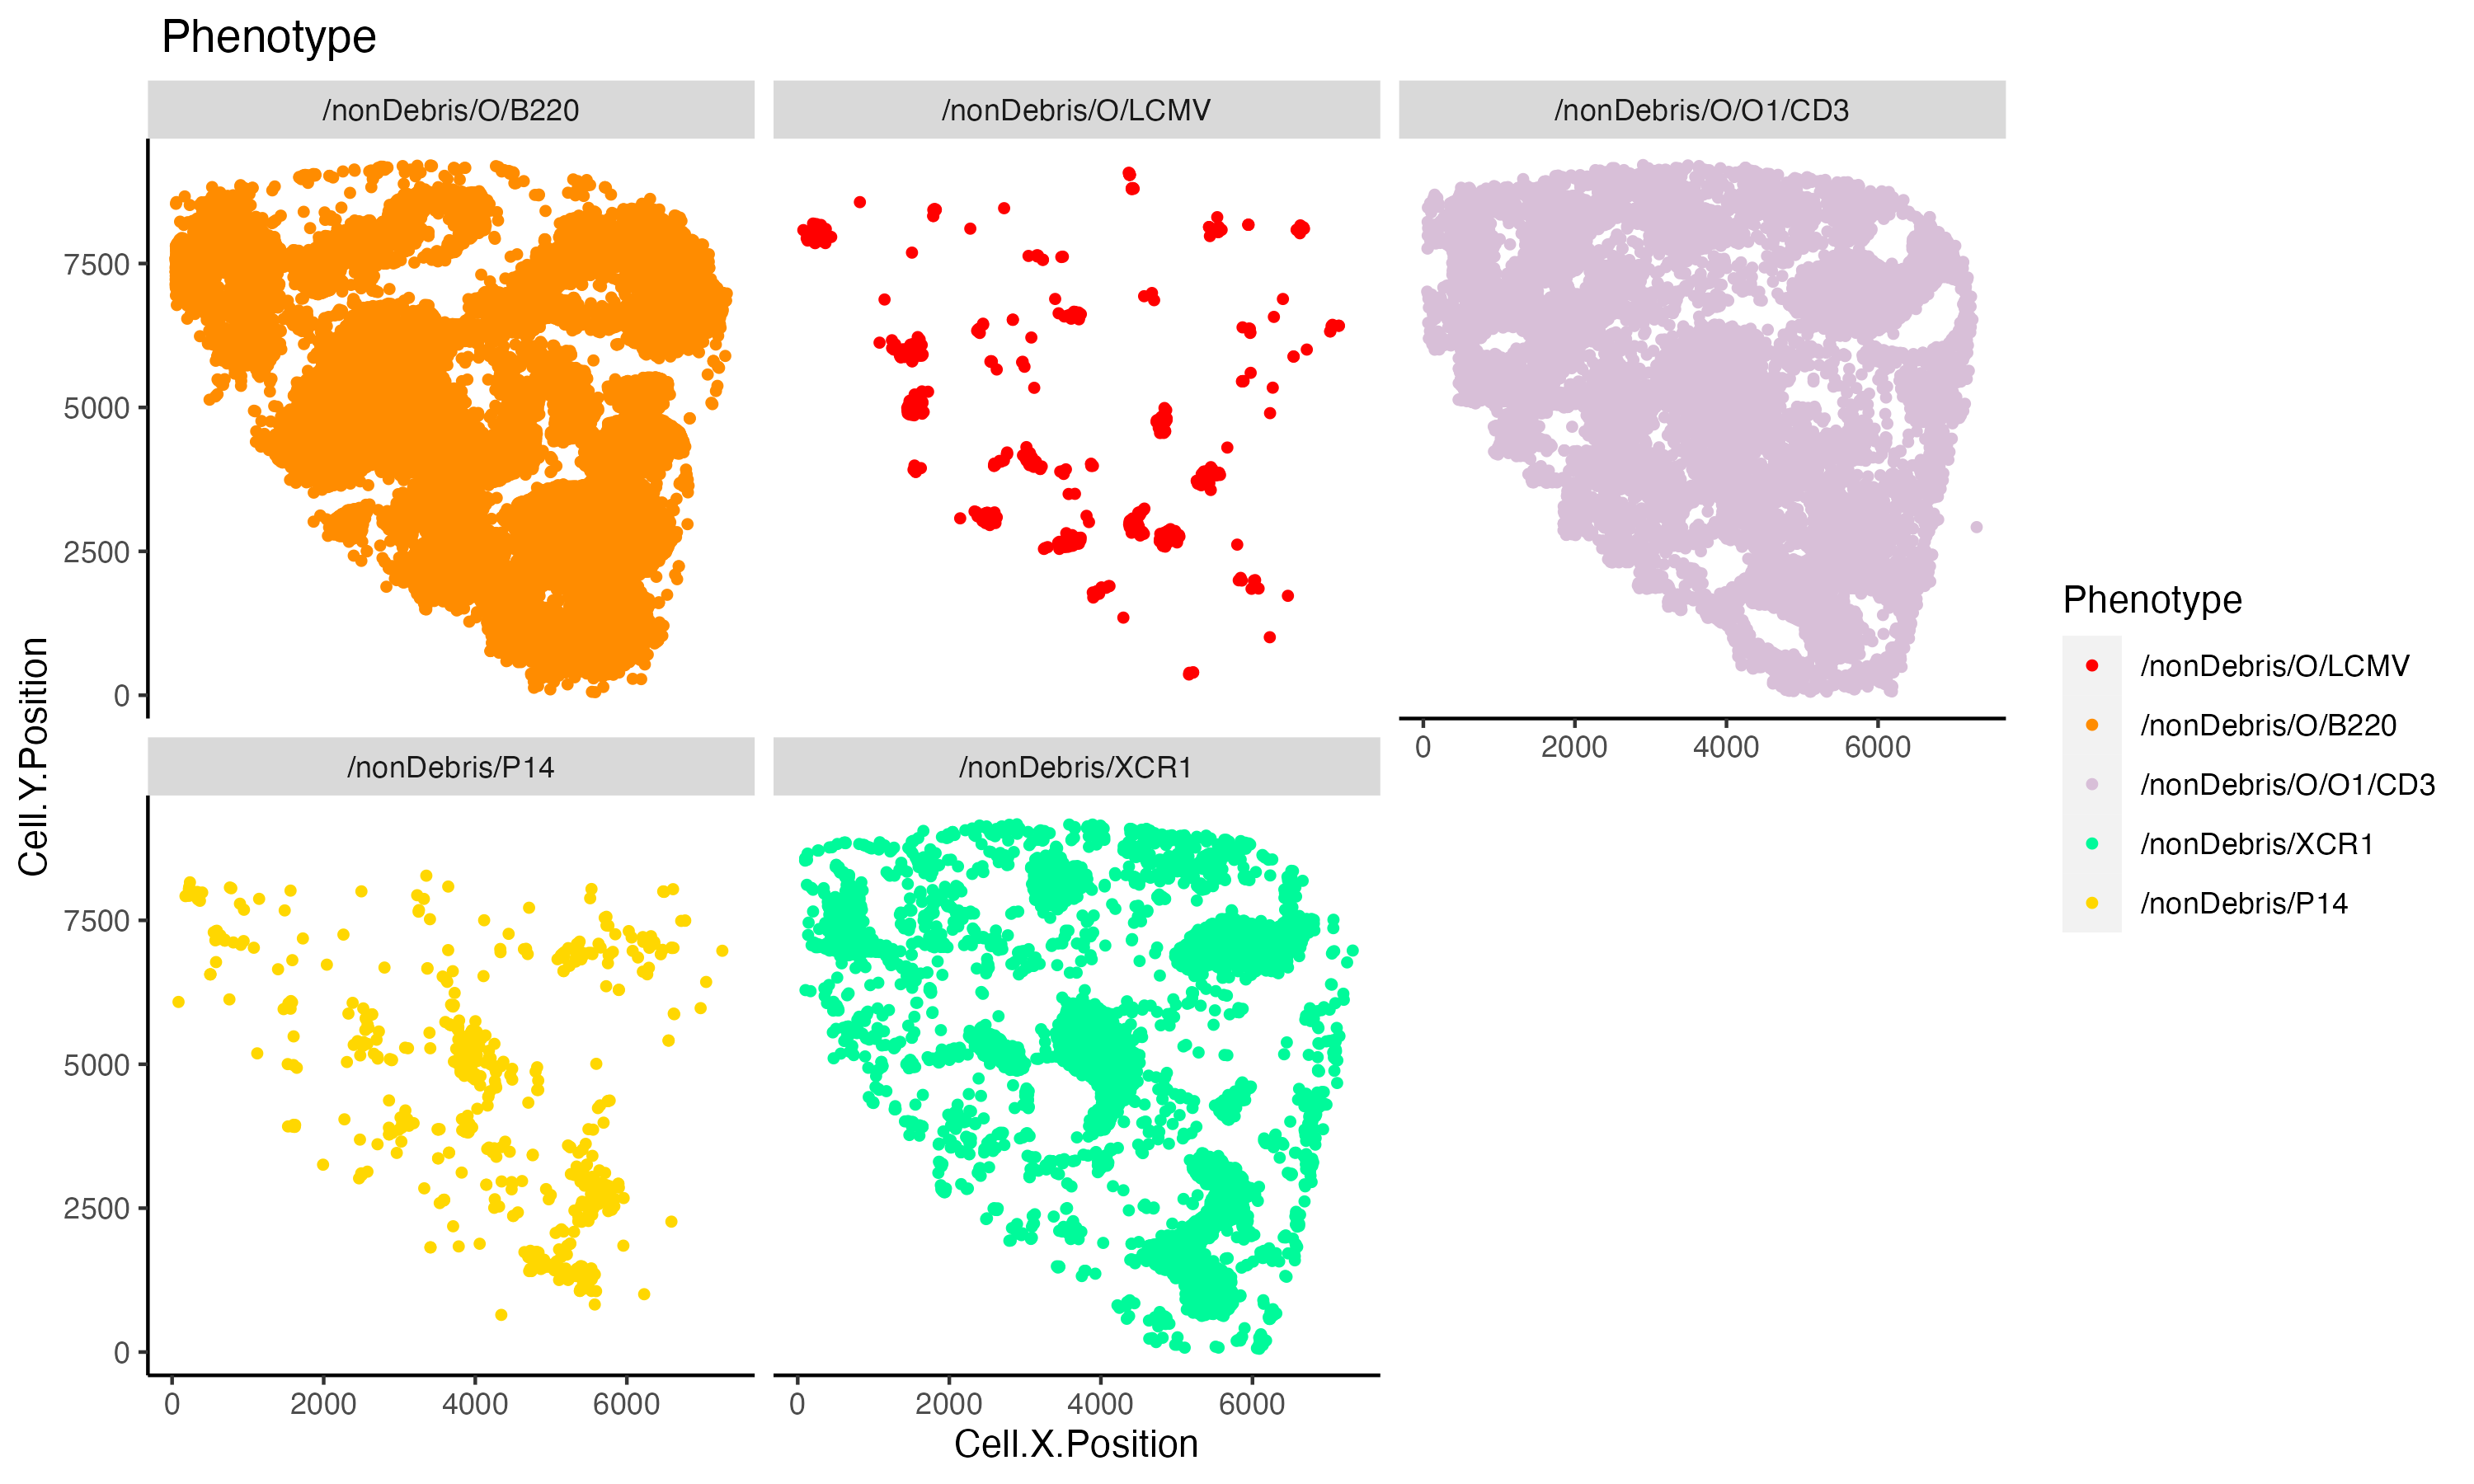 Phenotype
/nonDebris/O/B220
/nonDebris/O/LCMV
/nonDebris/O/O1/CD3
7500
5000
2500
0
0 2000 4000 6000
/nonDebris/P14
/nonDebris/XCR1
7500
5000
2500
0
0 2000 4000 6000
0 2000 4000 6000
Cell.X.Position
Cell.Y.Position
Phenotype
/nonDebris/O/LCMV
/nonDebris/O/B220
/nonDebris/O/O1/CD3
/nonDebris/XCR1
/nonDebris/P14